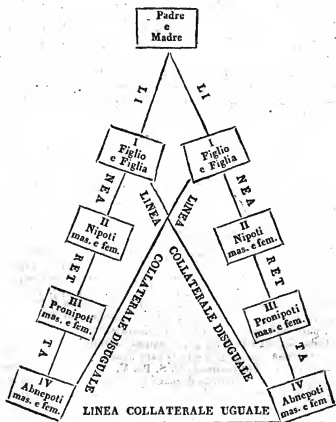 Padre
e
Madre
LI
LI
I
Figlio
e Figlia
I
Figlio
e Figlia
NEA
NEA
LINEA
LINEA
II
Nipoti
mas. e fem.
II
Nipoti
mas. e fem.
RET
RET
COLLATERALE DISUGUALE
COLLATERALE DISUGUALE
III
Pronipoti
mas. e fem.
III
Pronipoti
mas. e fem.
TA
TA
IV
Abnepoti
mas. e fem.
IV
Abnepoti
mas. e fem.
LINEA COLLATERALE UGUALE